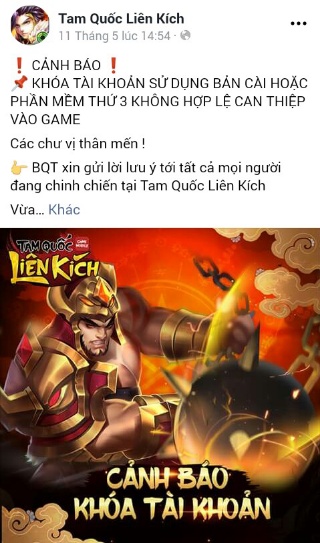 Tam Quốc Liên Kích
11 Tháng 5 lúc 14:54 ·
❗ CẢNH BÁO ❗
📌 KHÓA TÀI KHOẢN SỬ DỤNG BẢN CÀI HOẶC
PHẦN MỀM THỨ 3 KHÔNG HỢP LỆ CAN THIỆP
VÀO GAME
Các chư vị thân mến !
👉 BQT xin gửi lời lưu ý tới tất cả mọi người
đang chinh chiến tại Tam Quốc Liên Kích
Vừa... Khác
TAM QUỐC
LIÊN KÍCH
CẢNH BÁO
KHÓA TÀI KHOẢN